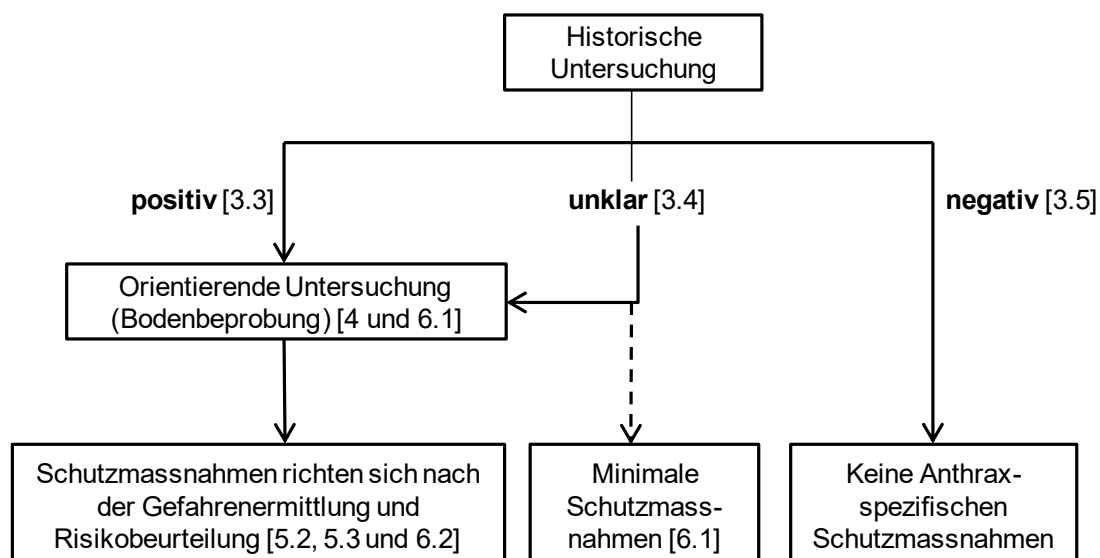 Historische
Untersuchung
positiv [3.3]
unklar [3.4]
negativ [3.5]
Orientierende Untersuchung
(Bodenbeprobung) [4 und 6.1]
Schutzmassnahmen richten sich nach
der Gefahrenermittlung und
Risikobeurteilung [5.2, 5.3 und 6.2]
Minimale
Schutzmass-
nahmen [6.1]
Keine Anthrax-
spezifischen
Schutzmassnahmen